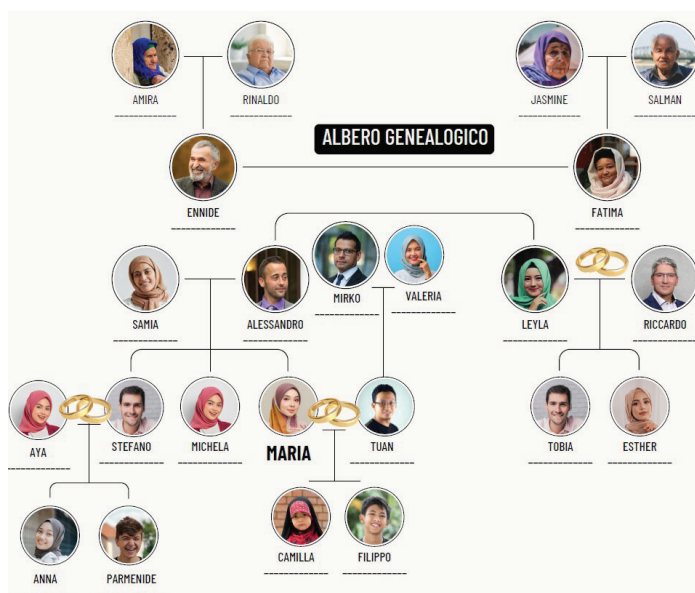 AMIRA
RINALDO
JASMINE
SALMAN
ALBERO GENEALOGICO
ENNIDE
FATIMA
SAMIA
ALESSANDRO
MIRKO
VALERIA
LEYLA
RICCARDO
AYA
STEFANO
MICHELA
MARIA
TUAN
TOBIA
ESTHER
ANNA
PARMENIDE
CAMILLA
FILIPPO